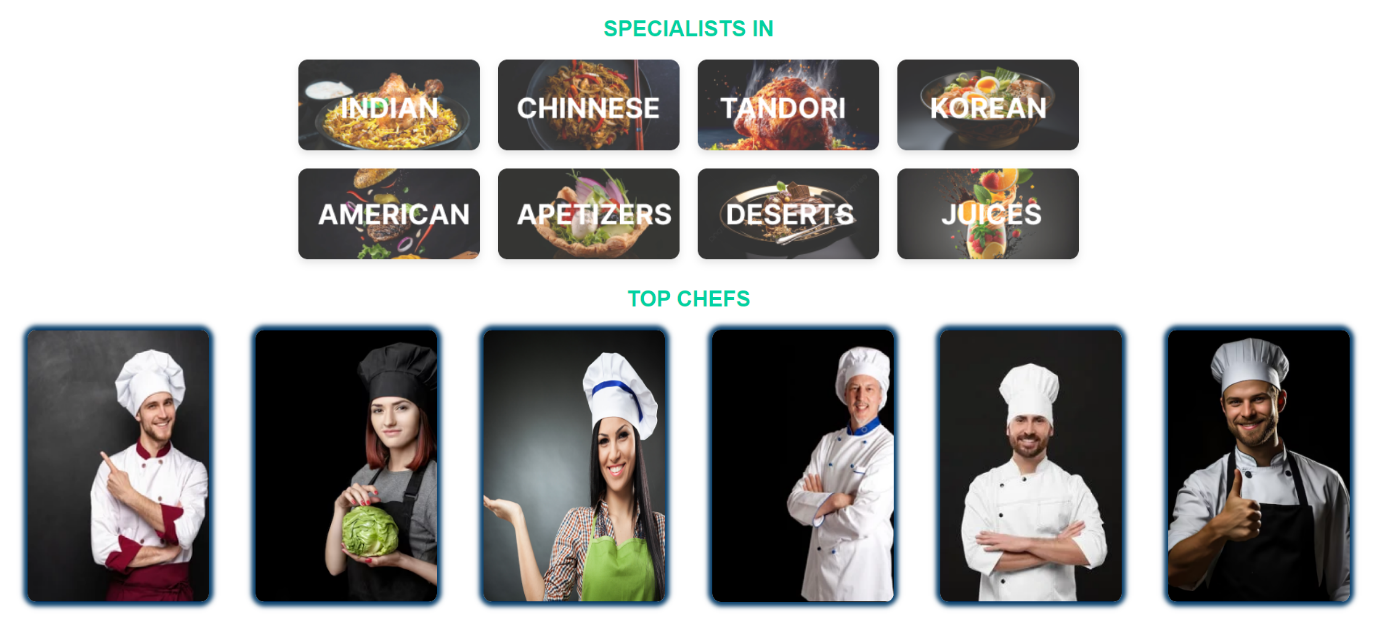 SPECIALISTS IN
INDIAN CHINNESE TANDORI KOREAN
AMERICAN APETIZERS DESERTS JUICES
TOP CHEFS